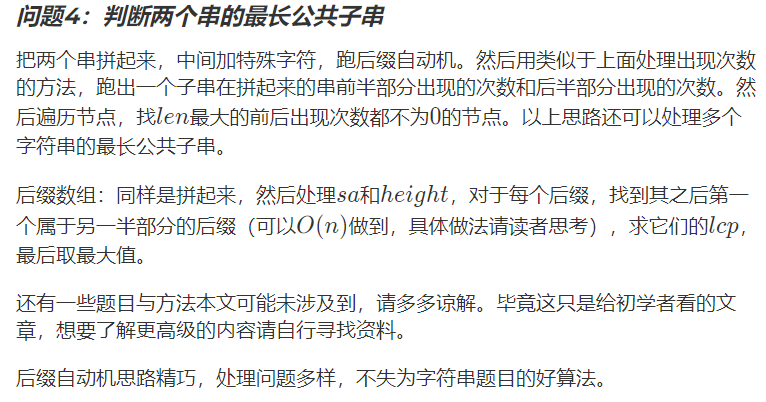 问题4：判断两个串的最长公共子串
把两个串拼起来，中间加特殊字符，跑后缀自动机。然后用类似于上面处理出现次数
的方法，跑出一个子串在拼起来的串前半部分出现的次数和后半部分出现的次数。然
后遍历节点，找len最大的前后出现次数都不为0的节点。以上思路还可以处理多个
字符串的最长公共子串。
后缀数组：同样是拼起来，然后处理sa和height，对于每个后缀，找到其之后第一
个属于另一半部分的后缀（可以O(n)做到，具体做法请读者思考），求它们的lcp，
最后取最大值。
还有一些题目与方法本文可能未涉及到，请多多谅解。毕竟这只是给初学者看的文
章，想要了解更高级的内容请自行寻找资料。
后缀自动机思路精巧，处理问题多样，不失为字符串题目的好算法。